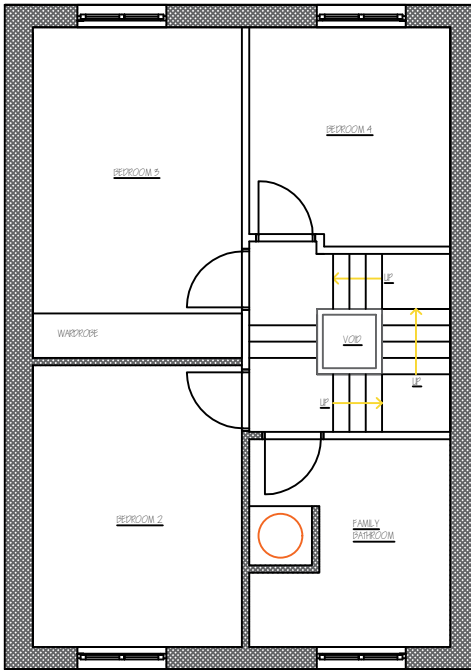 BEDROOM 4
BEDROOM 3
UP
WARDROBE
VOID
UP
UP
BEDROOM 2
FAMILY
BATHROOM